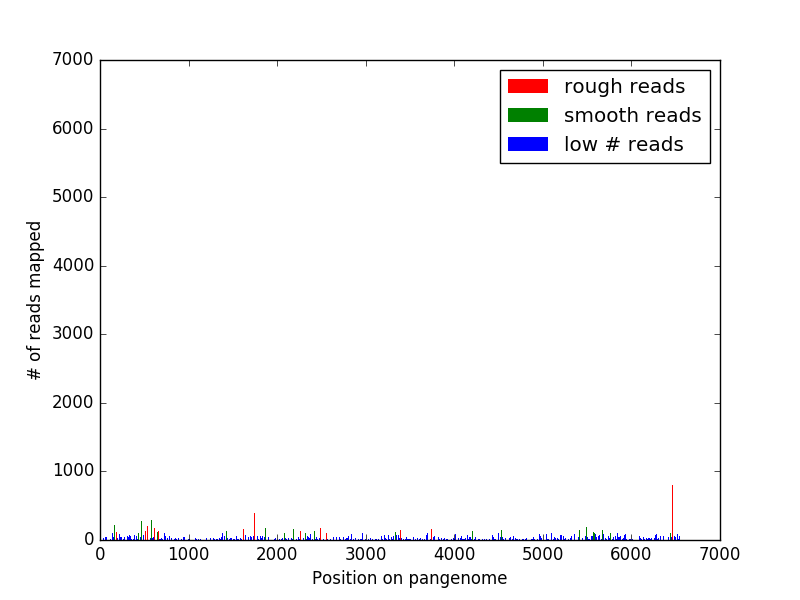 7000
6000
5000
4000
3000
2000
1000
0
# of reads mapped
rough reads
smooth reads
low # reads
0 1000 2000 3000 4000 5000 6000 7000
Position on pangenome